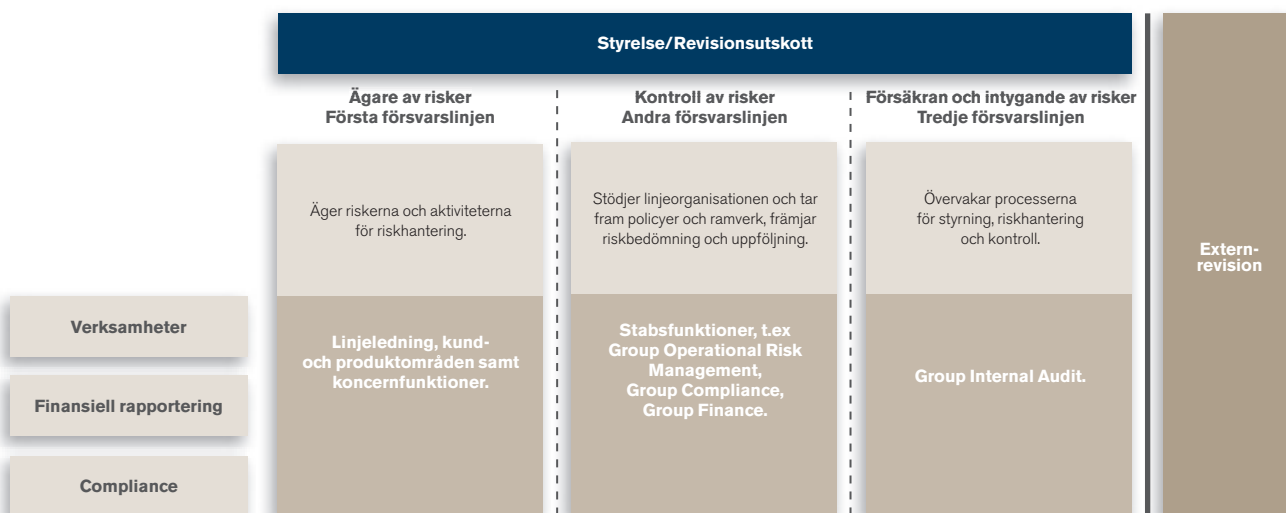 Styrelse/Revisionsutskott
Ägare av risker
Första försvarslinjen
Kontroll av risker
Andra försvarslinjen
Försäkran och intygande av risker
Tredje försvarslinjen
Äger riskerna och aktiviteterna
för riskhantering.
Stödjer linjeorganisationen och tar
fram policyer och ramverk, främjar
riskbedömning och uppföljning.
Övervakar processerna
för styrning, riskhantering
och kontroll.
Extern-
revision
Verksamheter
Finansiell rapportering
Compliance
Linjeledning, kund-
och produktområden samt
koncernfunktioner.
Stabsfunktioner, t.ex
Group Operational Risk
Management,
Group Compliance,
Group Finance.
Group Internal Audit.